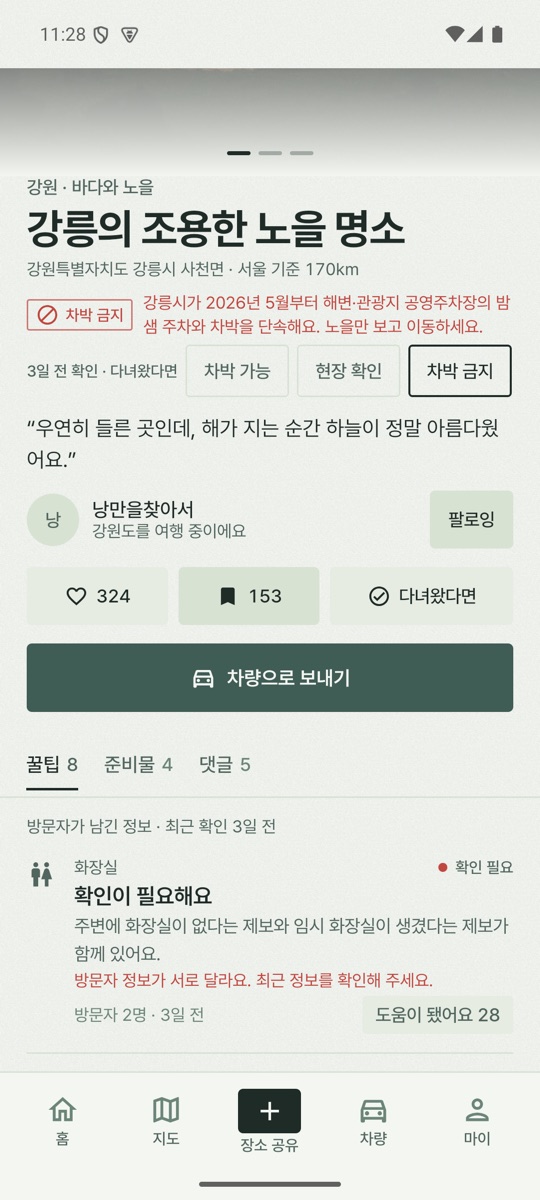 11:28
강원 · 바다와 노을
강릉의 조용한 노을 명소
강원특별자치도 강릉시 사천면 · 서울 기준 170km
차박 금지
강릉시가 2026년 5월부터 해변·관광지 공영주차장의 밤
샘 주차와 차박을 단속해요. 노을만 보고 이동하세요.
3일 전 확인 · 다녀왔다면
차박 가능
현장 확인
차박 금지
“우연히 들른 곳인데, 해가 지는 순간 하늘이 정말 아름다웠
어요.”
낭
낭만을찾아서
강원도를 여행 중이에요
팔로잉
324
153
다녀왔다면
차량으로 보내기
꿀팁 8
준비물 4
댓글 5
방문자가 남긴 정보 · 최근 확인 3일 전
화장실
확인 필요
확인이 필요해요
주변에 화장실이 없다는 제보와 임시 화장실이 생겼다는 제보가
함께 있어요.
방문자 정보가 서로 달라요. 최근 정보를 확인해 주세요.
방문자 2명 · 3일 전
도움이 됐어요 28
홈
지도
장소 공유
차량
마이